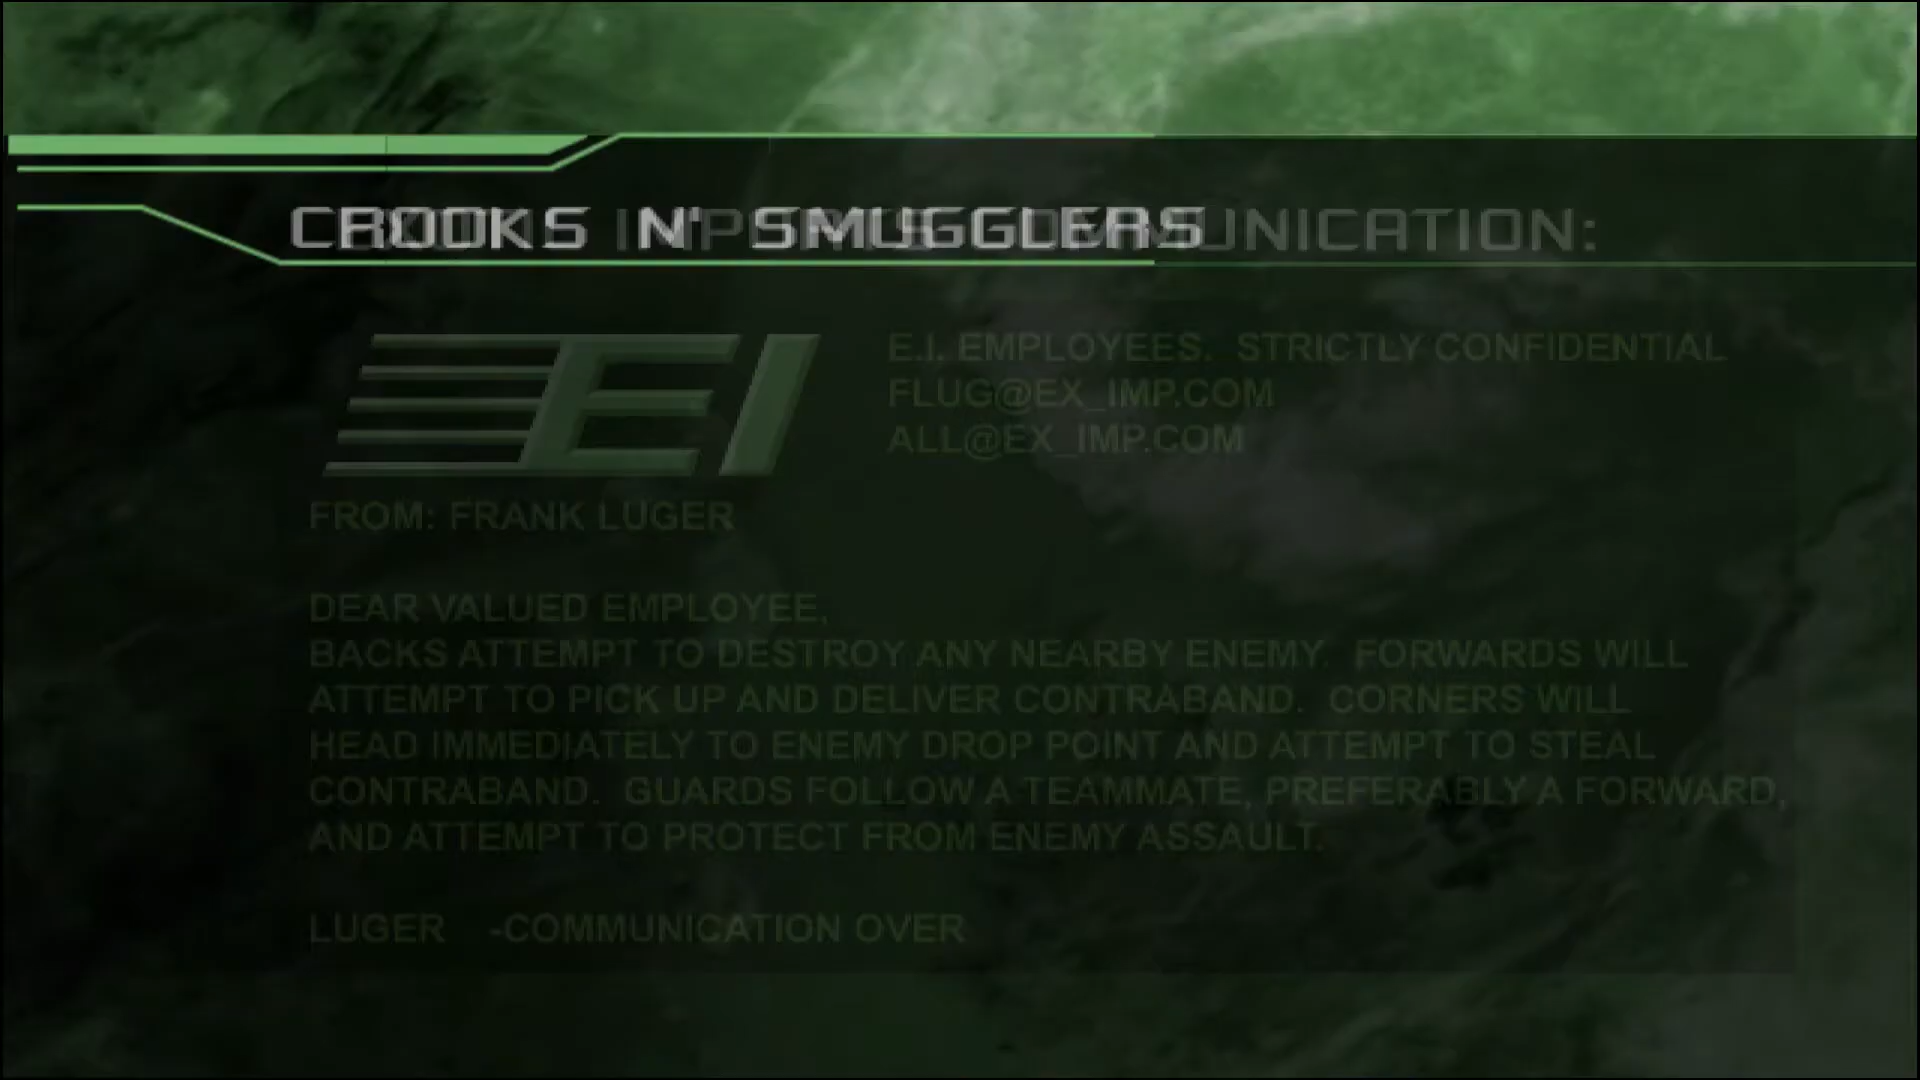 CROOKS N' SMUGGLERS
COMMUNICATION:
EI
E.I. EMPLOYEES. STRICTLY CONFIDENTIAL
FLUG@EX_IMP.COM
ALL@EX_IMP.COM
FROM: FRANK LUGER
DEAR VALUED EMPLOYEE,
BACKS ATTEMPT TO DESTROY ANY NEARBY ENEMY. FORWARDS WILL
ATTEMPT TO PICK UP AND DELIVER CONTRABAND. CORNERS WILL
HEAD IMMEDIATELY TO ENEMY DROP POINT AND ATTEMPT TO STEAL
CONTRABAND. GUARDS FOLLOW A TEAMMATE, PREFERABLY A FORWARD,
AND ATTEMPT TO PROTECT FROM ENEMY ASSAULT.
LUGER -COMMUNICATION OVER